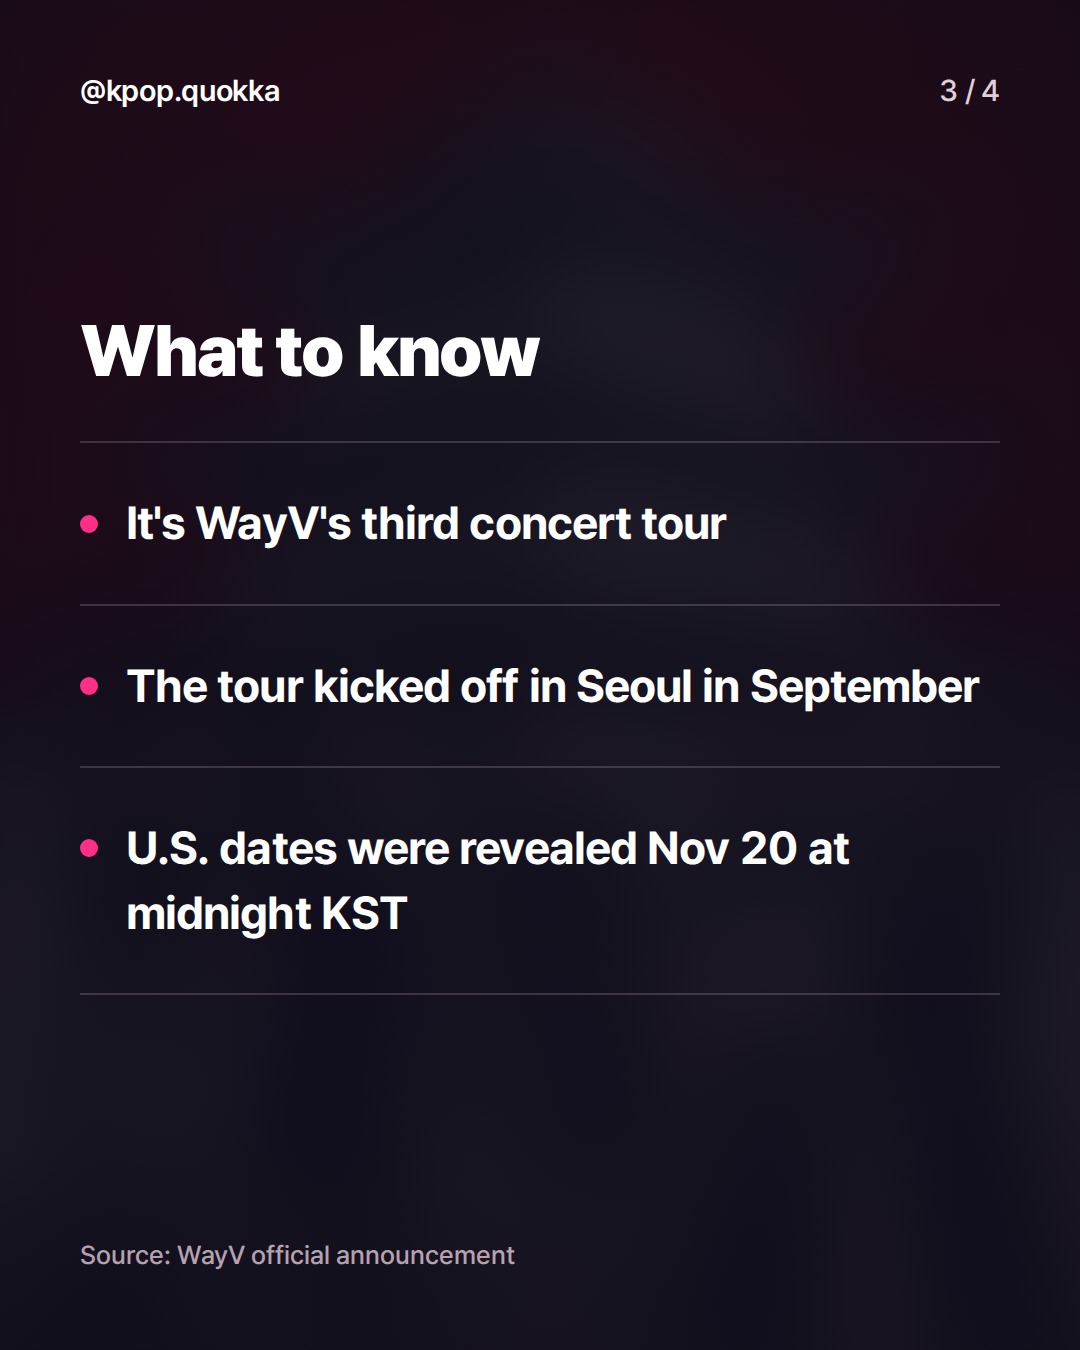 @kpop.quokka
3 / 4
What to know
It's WayV's third concert tour
The tour kicked off in Seoul in September
U.S. dates were revealed Nov 20 at
midnight KST
Source: WayV official announcement